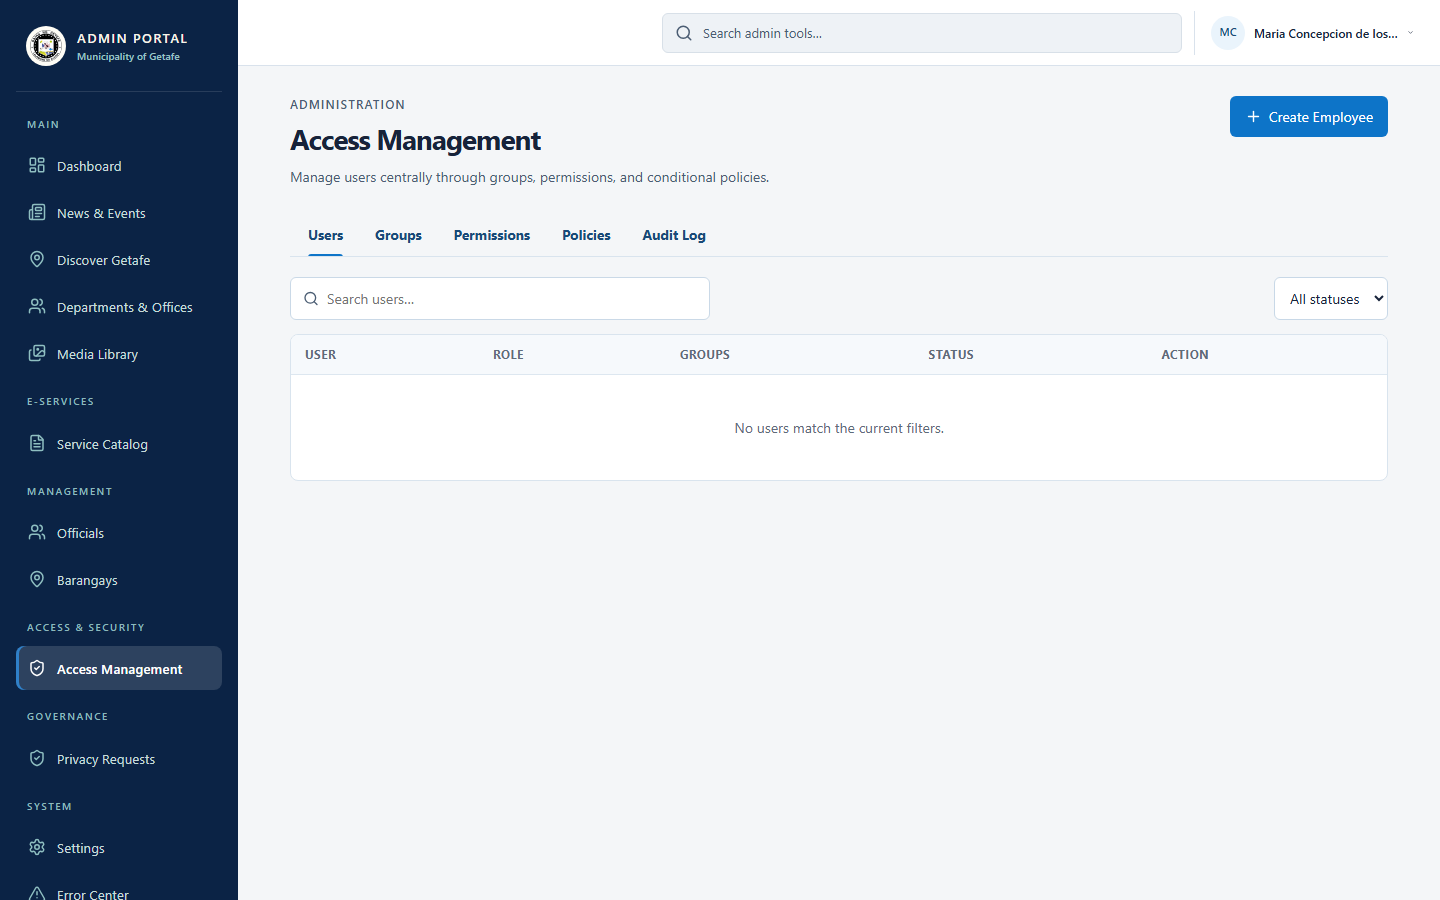 ADMIN PORTAL
Municipality of Getafe
MAIN
Dashboard
News & Events
Discover Getafe
Departments & Offices
Media Library
E-SERVICES
Service Catalog
MANAGEMENT
Officials
Barangays
ACCESS & SECURITY
Access Management
GOVERNANCE
Privacy Requests
SYSTEM
Settings
Error Center
Search admin tools...
MC
Maria Concepcion de los...
ADMINISTRATION
Access Management
Manage users centrally through groups, permissions, and conditional policies.
Create Employee
Users Groups Permissions Policies Audit Log
Search users...
All statuses
USER ROLE GROUPS STATUS ACTION
No users match the current filters.